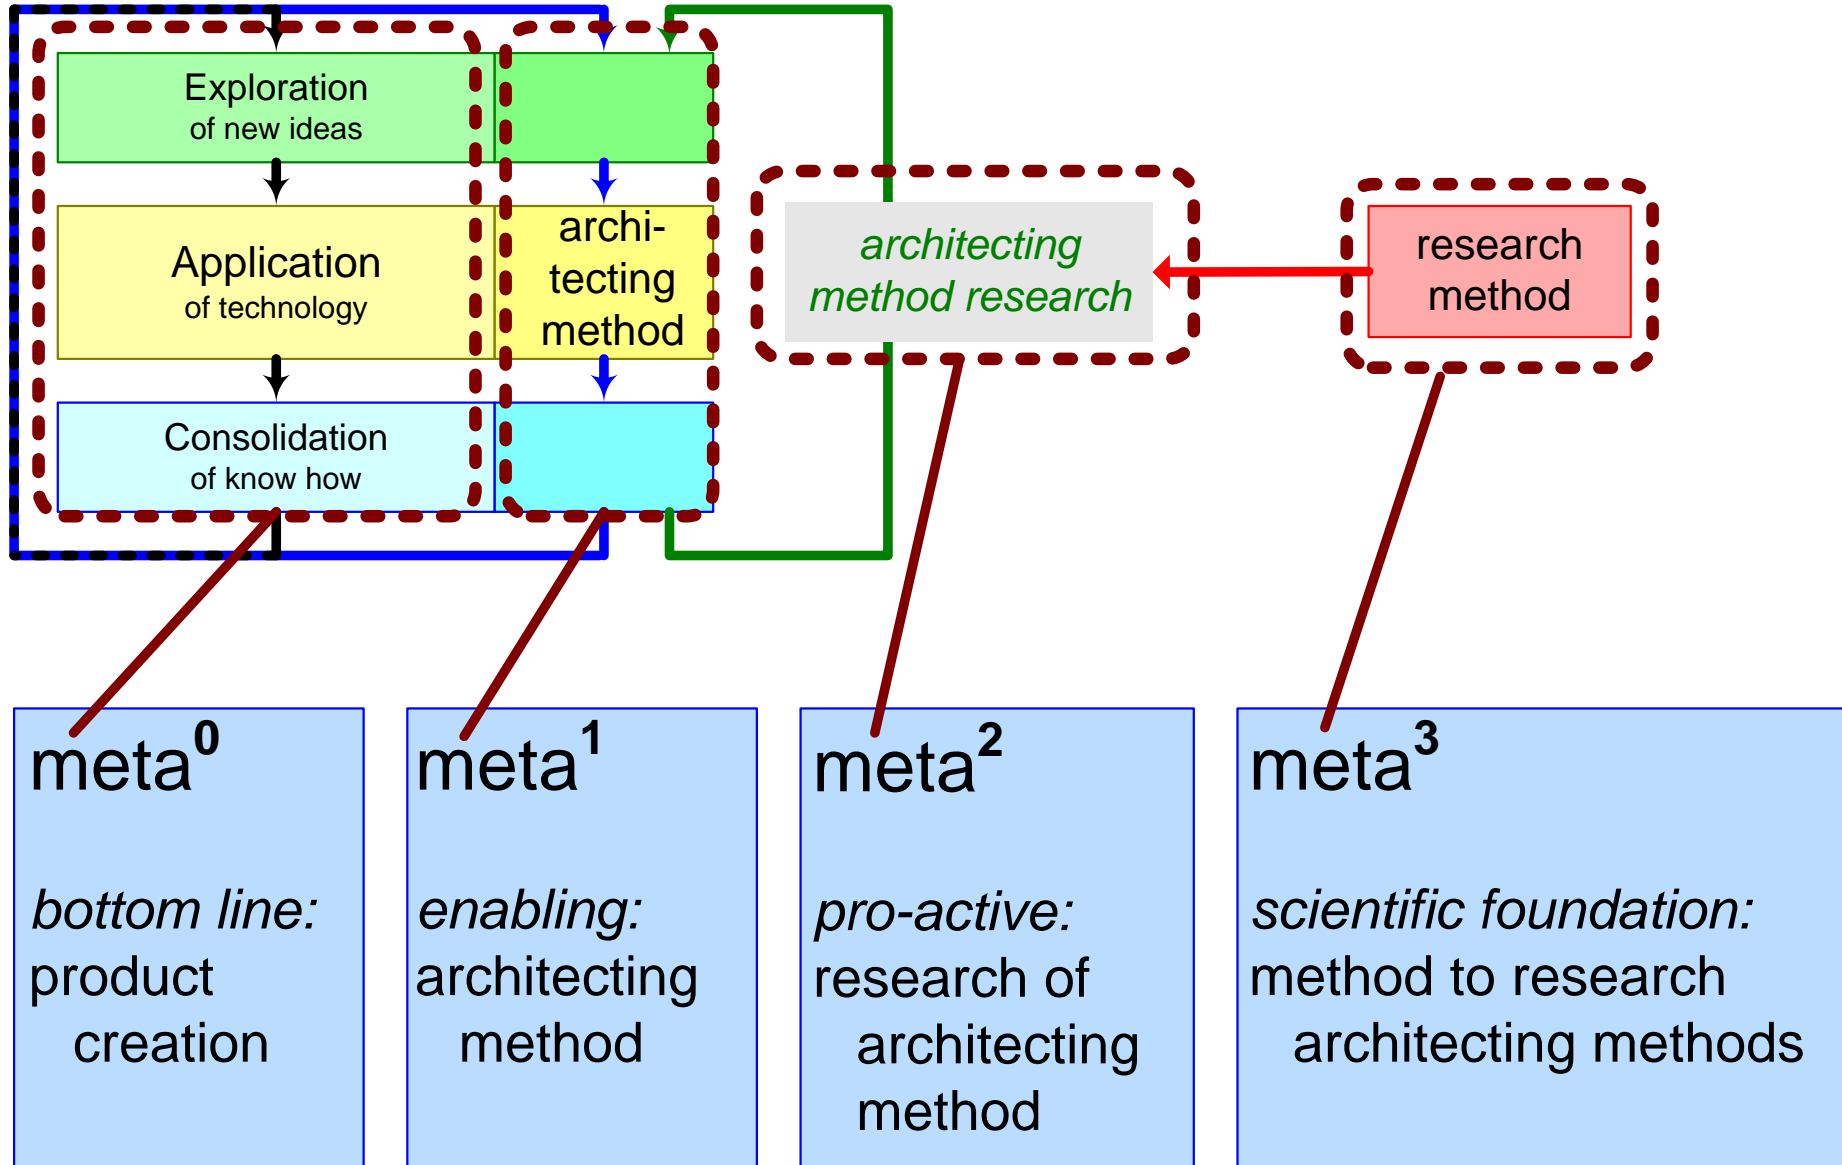 Exploration
of new ideas
Application
of technology
Consolidation
of know how
archi-
tecting
method
architecting
method research
research
method
meta0
bottom line:
product
creation
meta1
enabling:
architecting
method
meta2
pro-active:
research of
architecting
method
meta3
scientific foundation:
method to research
architecting methods